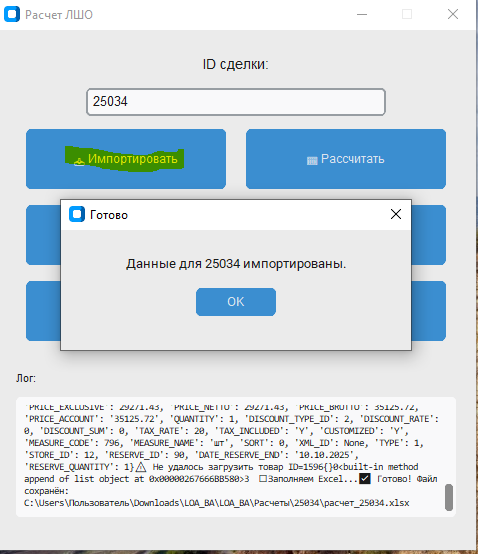 Расчет ЛШО
ID сделки:
25034
Импортировать
Рассчитать
Готово
Данные для 25034 импортированы.
OK
Лог:
'PRICE_EXCLUSIVE': 29271.43, 'PRICE_NETTO': 29271.43, 'PRICE_BRUTTO': 35125.72,
'PRICE_ACCOUNT': '35125.72', 'QUANTITY': 1, 'DISCOUNT_TYPE_ID': 2, 'DISCOUNT_RATE':
0, 'DISCOUNT_SUM': 0, 'TAX_RATE': 20, 'TAX_INCLUDED': 'Y', 'CUSTOMIZED': 'Y',
'MEASURE_CODE': 796, 'MEASURE_NAME': 'шт', 'SORT': 0, 'XML_ID': None, 'TYPE': 1,
'STORE_ID': 12, 'RESERVE_ID': 90, 'DATE_RESERVE_END': '10.10.2025',
'RESERVE_QUANTITY': 1}⚠ Не удалось загрузить товар ID=1596{}0<built-in method
append of list object at 0x00000267666BB580>3 Заполняем Excel...✅ Готово! Файл
сохранён:
C:\Users\Пользователь\Downloads\LOA_BA\LOA_BA\Расчеты\25034\расчет_25034.xlsx